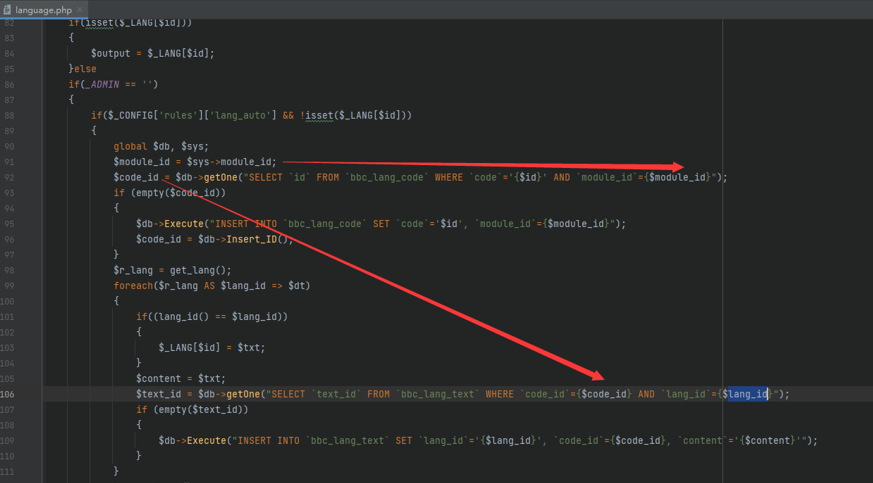 language.php
82 if(isset($_LANG[$id]))
83 {
84 $output = $_LANG[$id];
85 }else
86 if(_ADMIN == '')
87 {
88 if($_CONFIG['rules']['lang_auto'] && !isset($_LANG[$id]))
89 {
90 global $db, $sys;
91 $module_id = $sys->module_id;
92 $code_id = $db->getOne("SELECT `id` FROM `bbc_lang_code` WHERE `code`='{$id}' AND `module_id`={$module_id}");
93 if (empty($code_id))
94 {
95 $db->Execute("INSERT INTO `bbc_lang_code` SET `code`='$id', `module_id`={$module_id}");
96 $code_id = $db->Insert_ID();
97 }
98 $r_lang = get_lang();
99 foreach($r_lang AS $lang_id => $dt)
100 {
101 if((lang_id() == $lang_id))
102 {
103 $_LANG[$id] = $txt;
104 }
105 $content = $txt;
106 $text_id = $db->getOne("SELECT `text_id` FROM `bbc_lang_text` WHERE `code_id`={$code_id} AND `lang_id`={$lang_id}");
107 if (empty($text_id))
108 {
109 $db->Execute("INSERT INTO `bbc_lang_text` SET `lang_id`='{$lang_id}', `code_id`={$code_id}, `content`='{$content}'");
110 }
111 }